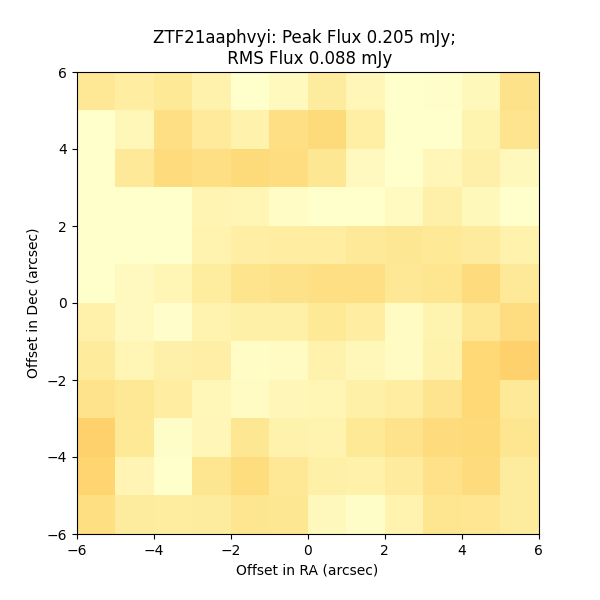 ZTF21aaphvyi: Peak Flux 0.205 mJy;
RMS Flux 0.088 mJy
6
4
2
0
−2
−4
−6
Offset in Dec (arcsec)
−6 −4 −2 0 2 4 6
Offset in RA (arcsec)